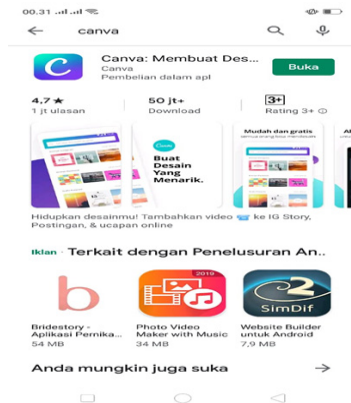 00.31
canva
Canva: Membuat Des...
Canva
Pembelian dalam apl
Buka
4,7 ★
1 jt ulasan
50 jt+
Download
3+
Rating 3+
Mudah dan gratis
Canva
Buat
Desain
Yang
Menarik.
Hidupkan desainmu! Tambahkan video 📹 ke IG Story,
Postingan, & ucapan online
Iklan · Terkait dengan Penelusuran An..
b
2019
2
SimDif
Bridestory -
Aplikasi Pernika...
54 MB
Photo Video
Maker with Music
34 MB
Website Builder
untuk Android
7,9 MB
Anda mungkin juga suka